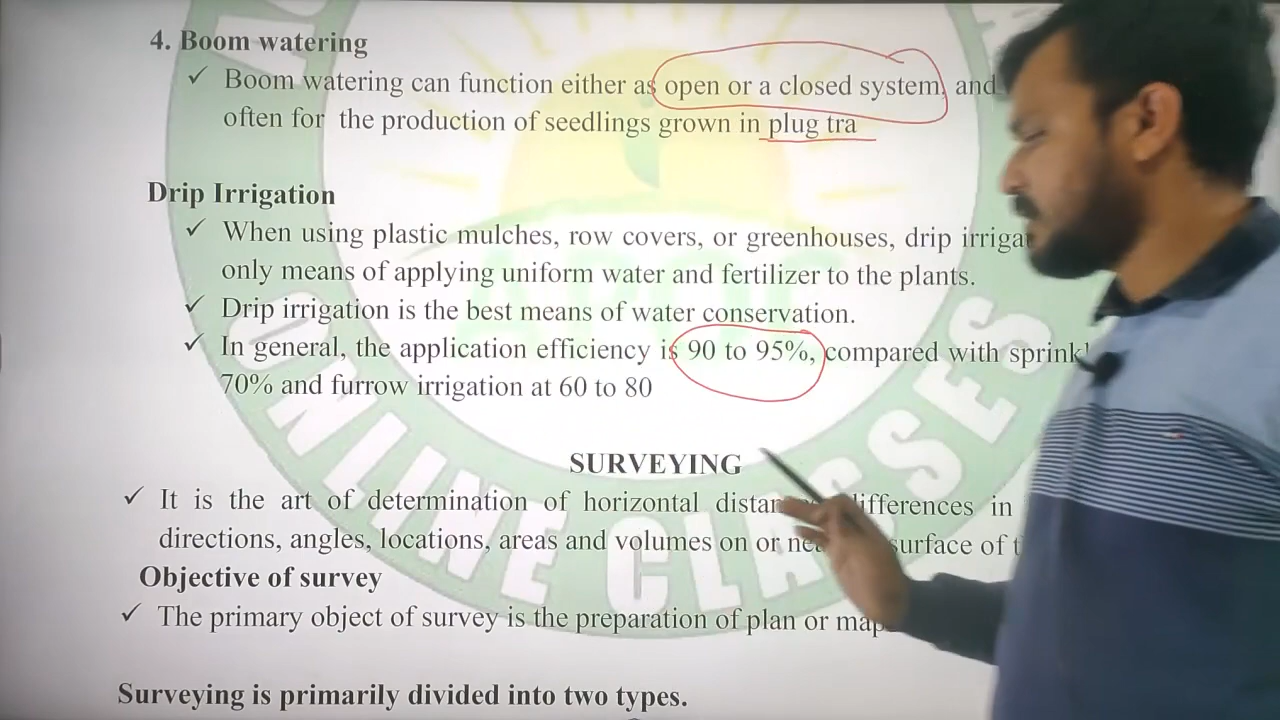 4. Boom watering
✓ Boom watering can function either as open or a closed system, and
often for the production of seedlings grown in plug tra
Drip Irrigation
✓ When using plastic mulches, row covers, or greenhouses, drip
only means of applying uniform water and fertilizer to the plants.
✓ Drip irrigation is the best means of water conservation.
✓ In general, the application efficiency is 90 to 95%, compared with
70% and furrow irrigation at 60 to 80
SURVEYING
✓ It is the art of determination of horizontal differences in
directions, angles, locations, areas and volumes on or surface of
Objective of survey
✓ The primary object of survey is the preparation of plan or map
Surveying is primarily divided into two types.
ONLINE CLASSES